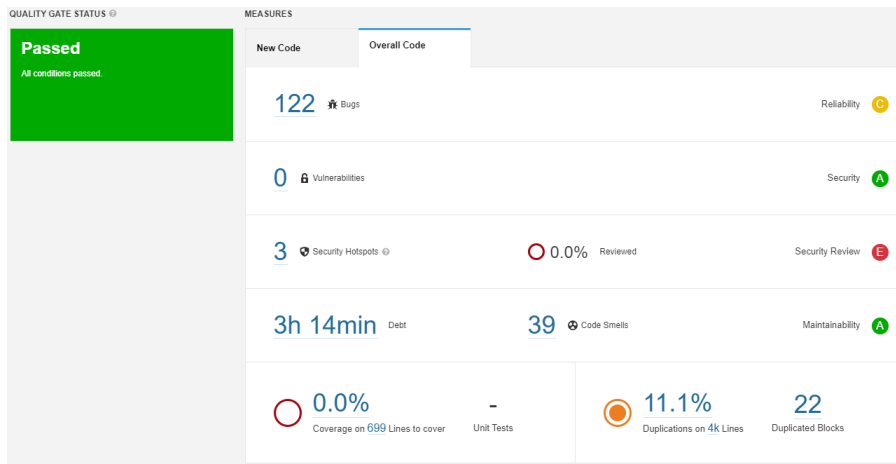 QUALITY GATE STATUS
MEASURES
Passed
All conditions passed.
New Code
Overall Code
122 Bugs
Reliability C
0 Vulnerabilities
Security A
3 Security Hotspots
0.0% Reviewed
Security Review E
3h 14min Debt
39 Code Smells
Maintainability A
0.0%
Coverage on 699 Lines to cover
-
Unit Tests
11.1%
Duplications on 4k Lines
22
Duplicated Blocks